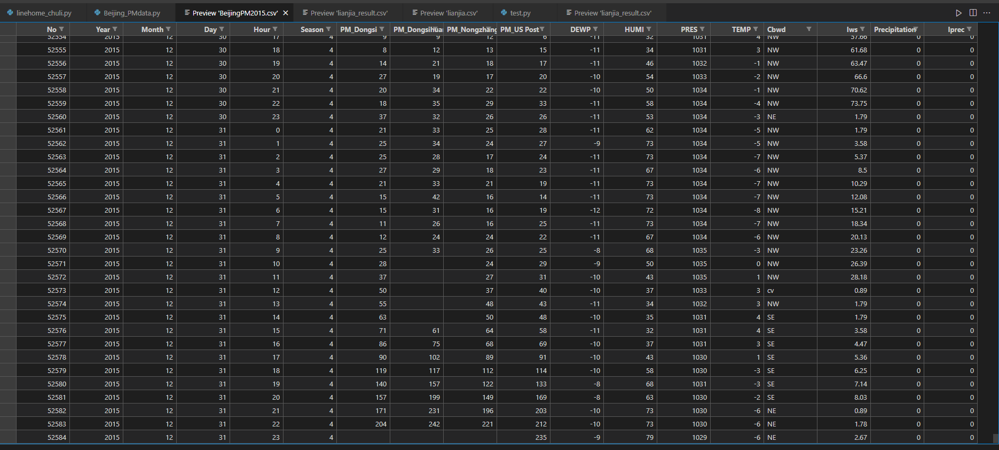 linehome_chuli.py Beijing_PMdata.py Preview 'BeijingPM2015.csv' Preview 'lianjia_result.csv' Preview 'lianjia.csv' test.py Preview 'lianjia_result.csv'
No Year Month Day Hour Season PM_Dongsi PM_Dongsihuan PM_Nongzhang PM_US Post DEWP HUMI PRES TEMP Cbwd Iws Precipitation Iprec
52554 2015 12 30 17 4 9 9 12 6 -11 32 1031 4 NW 57.66 0 0
52555 2015 12 30 18 4 8 12 13 15 -11 34 1031 3 NW 61.68 0 0
52556 2015 12 30 19 4 14 21 18 17 -11 46 1032 -1 NW 63.47 0 0
52557 2015 12 30 20 4 27 19 17 20 -10 54 1033 -2 NW 66.6 0 0
52558 2015 12 30 21 4 20 34 22 22 -10 50 1034 -1 NW 70.62 0 0
52559 2015 12 30 22 4 18 35 29 33 -11 58 1034 -4 NW 73.75 0 0
52560 2015 12 30 23 4 37 32 26 26 -11 53 1034 -3 NE 1.79 0 0
52561 2015 12 31 0 4 21 33 25 28 -11 62 1034 -5 NW 1.79 0 0
52562 2015 12 31 1 4 25 34 24 27 -9 73 1034 -5 NW 3.58 0 0
52563 2015 12 31 2 4 25 28 17 24 -11 73 1034 -7 NW 5.37 0 0
52564 2015 12 31 3 4 27 29 18 23 -11 67 1034 -6 NW 8.5 0 0
52565 2015 12 31 4 4 21 33 21 19 -11 73 1034 -7 NW 10.29 0 0
52566 2015 12 31 5 4 15 42 16 14 -11 73 1034 -7 NW 12.08 0 0
52567 2015 12 31 6 4 15 31 16 19 -12 72 1034 -8 NW 15.21 0 0
52568 2015 12 31 7 4 11 26 16 25 -11 73 1034 -7 NW 18.34 0 0
52569 2015 12 31 8 4 12 24 24 22 -11 67 1034 -6 NW 20.13 0 0
52570 2015 12 31 9 4 25 33 26 25 -8 68 1035 -3 NW 23.26 0 0
52571 2015 12 31 10 4 28 24 29 -9 50 1035 0 NW 26.39 0 0
52572 2015 12 31 11 4 37 27 31 -10 43 1035 1 NW 28.18 0 0
52573 2015 12 31 12 4 50 37 40 -10 37 1033 3 cv 0.89 0 0
52574 2015 12 31 13 4 55 48 43 -11 34 1032 3 NW 1.79 0 0
52575 2015 12 31 14 4 63 50 48 -10 35 1031 4 SE 1.79 0 0
52576 2015 12 31 15 4 71 61 64 58 -11 32 1031 4 SE 3.58 0 0
52577 2015 12 31 16 4 86 75 68 69 -10 37 1031 3 SE 4.47 0 0
52578 2015 12 31 17 4 90 102 89 91 -10 43 1030 1 SE 5.36 0 0
52579 2015 12 31 18 4 119 117 112 114 -10 58 1030 -3 SE 6.25 0 0
52580 2015 12 31 19 4 140 157 122 133 -8 68 1031 -3 SE 7.14 0 0
52581 2015 12 31 20 4 157 199 149 169 -8 63 1030 -2 SE 8.03 0 0
52582 2015 12 31 21 4 171 231 196 203 -10 73 1030 -6 NE 0.89 0 0
52583 2015 12 31 22 4 204 242 221 212 -10 73 1030 -6 NE 1.78 0 0
52584 2015 12 31 23 4 235 -9 79 1029 -6 NE 2.67 0 0